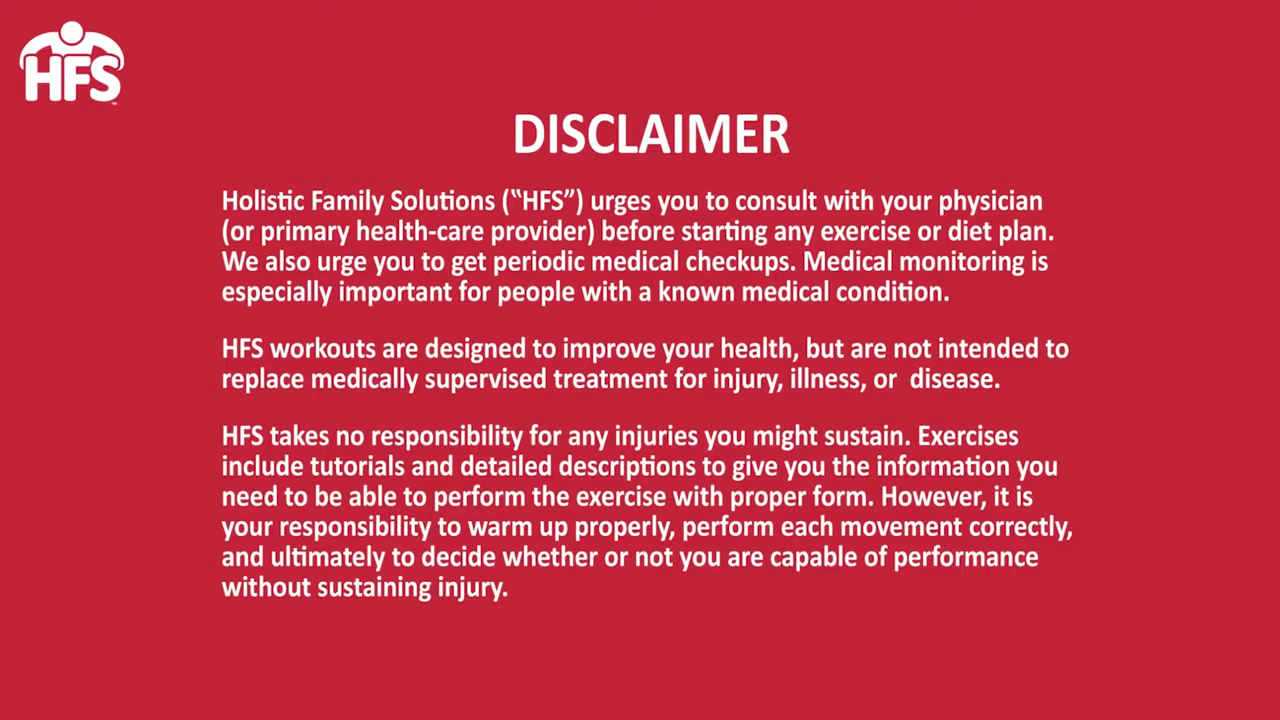 HFS
TM
DISCLAIMER
Holistic Family Solutions (“HFS”) urges you to consult with your physician
(or primary health-care provider) before starting any exercise or diet plan.
We also urge you to get periodic medical checkups. Medical monitoring is
especially important for people with a known medical condition.
HFS workouts are designed to improve your health, but are not intended to
replace medically supervised treatment for injury, illness, or  disease.
HFS takes no responsibility for any injuries you might sustain. Exercises
include tutorials and detailed descriptions to give you the information you
need to be able to perform the exercise with proper form. However, it is
your responsibility to warm up properly, perform each movement correctly,
and ultimately to decide whether or not you are capable of performance
without sustaining injury.